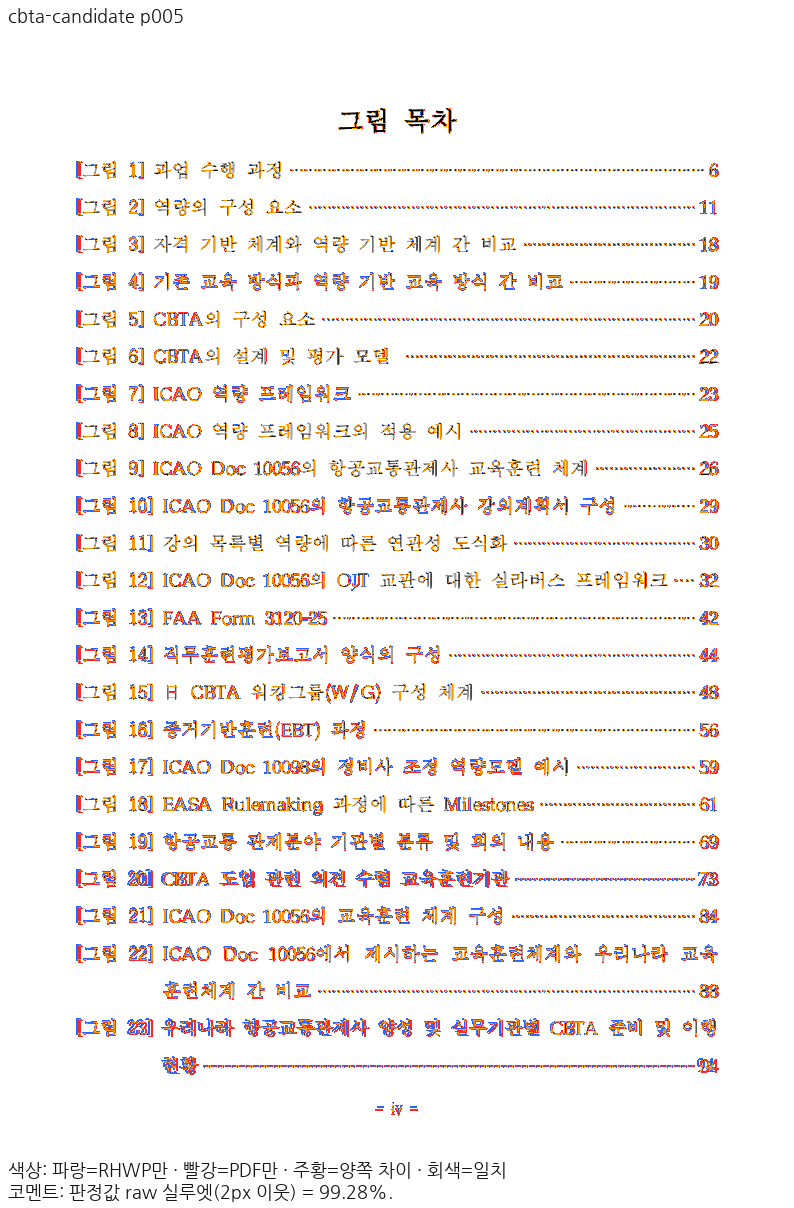 cbta-candidate p005
그림 목차
[그림 1] 과업 수행 과정 6
[그림 2] 역량의 구성 요소 11
[그림 3] 자격 기반 체계와 역량 기반 체계 간 비교 18
[그림 4] 기존 교육 방식과 역량 기반 교육 방식 간 비교 19
[그림 5] CBTA의 구성 요소 20
[그림 6] CBTA의 설계 및 평가 모델 22
[그림 7] ICAO 역량 프레임워크 23
[그림 8] ICAO 역량 프레임워크의 적용 예시 25
[그림 9] ICAO Doc 10056의 항공교통관제사 교육훈련 체계 26
[그림 10] ICAO Doc 10056의 항공교통관제사 강의계획서 구성 29
[그림 11] 강의 목록별 역량에 따른 연관성 도식화 30
[그림 12] ICAO Doc 10056의 OJT 교관에 대한 실라버스 프레임워크 32
[그림 13] FAA Form 3120-25 42
[그림 14] 직무훈련평가보고서 양식의 구성 44
[그림 15] 日 CBTA 워킹그룹(W/G) 구성 체계 48
[그림 16] 증거기반훈련(EBT) 과정 56
[그림 17] ICAO Doc 10098의 정비사 조정 역량모델 예시 59
[그림 18] EASA Rulemaking 과정에 따른 Milestones 61
[그림 19] 항공교통 관제분야 기관별 분류 및 회의 내용 69
[그림 20] CBTA 도입 관련 의견 수렴 교육훈련기관 73
[그림 21] ICAO Doc 10056의 교육훈련 체계 구성 84
[그림 22] ICAO Doc 10056에서 제시하는 교육훈련체계와 우리나라 교육
훈련체계 간 비교 88
[그림 23] 우리나라 항공교통관제사 양성 및 실무기관별 CBTA 준비 및 이행
현황
- iv -
색상: 파랑=RHWP만 · 빨강=PDF만 · 주황=양쪽 차이 · 회색=일치
코멘트: 판정값 raw 실루엣(2px 이웃) = 99.28%.